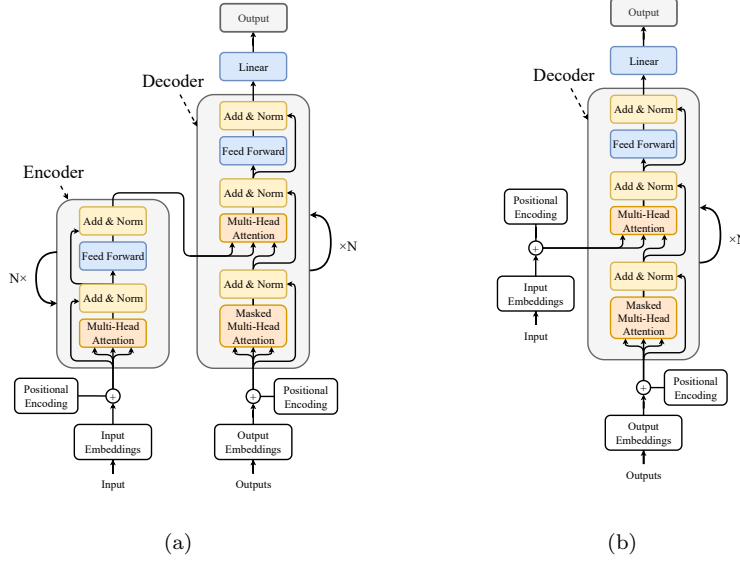 Output
Linear
Decoder
Add & Norm
Feed Forward
Add & Norm
Multi-Head
Attention
×N
Add & Norm
Masked
Multi-Head
Attention
Encoder
Add & Norm
Feed Forward
N×
Add & Norm
Multi-Head
Attention
Positional
Encoding
+
Input
Embeddings
Input
+
Positional
Encoding
Output
Embeddings
Outputs
(a)
Output
Linear
Decoder
Add & Norm
Feed Forward
Add & Norm
Multi-Head
Attention
×N
Positional
Encoding
+
Input
Embeddings
Input
Add & Norm
Masked
Multi-Head
Attention
+
Positional
Encoding
Output
Embeddings
Outputs
(b)